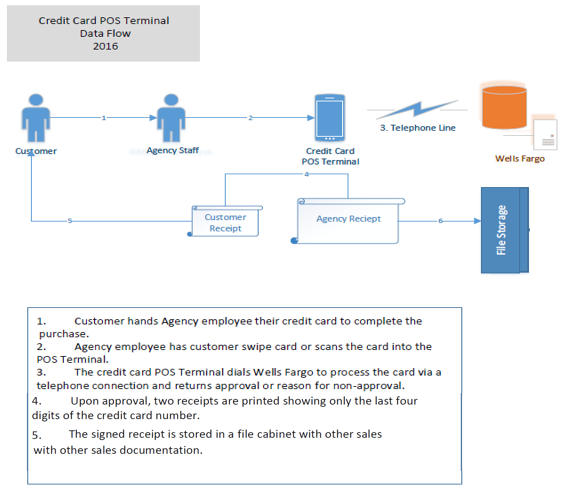 Credit Card POS Terminal
Data Flow
2016
1
2
3. Telephone Line
Customer
Agency Staff
Credit Card
POS Terminal
Wells Fargo
4
Customer
Receipt
Agency Reciept
5
6
File Storage
1. Customer hands Agency employee their credit card to complete the
purchase.
2. Agency employee has customer swipe card or scans the card into the
POS Terminal.
3. The credit card POS Terminal dials Wells Fargo to process the card via a
telephone connection and returns approval or reason for non-approval.
4. Upon approval, two receipts are printed showing only the last four
digits of the credit card number.
5. The signed receipt is stored in a file cabinet with other sales
with other sales documentation.